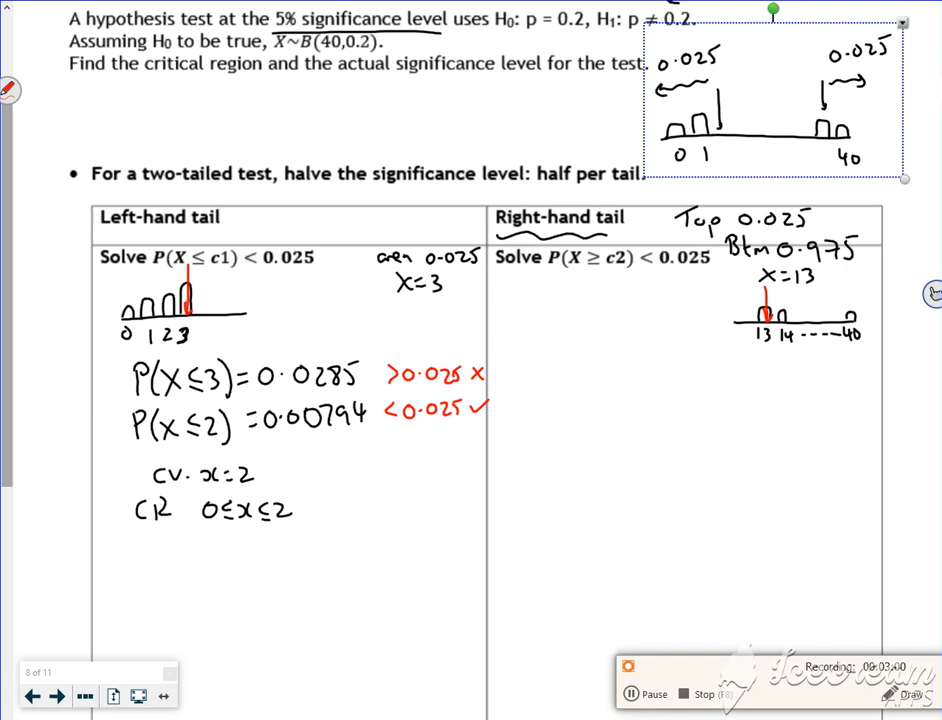 A hypothesis test at the 5% significance level uses H₀: p = 0.2, H₁: p ≠ 0.2.
Assuming H₀ to be true, X~B(40,0.2).
Find the critical region and the actual significance level for the test.
0.025
0.025
0 1 40
• For a two-tailed test, halve the significance level: half per tail.
Left-hand tail
Solve P(X ≤ c1) < 0.025
area 0.025
x=3
0 1 2 3
P(X≤3)=0.0285 >0.025 ×
P(X≤2)=0.00794 <0.025 ✓
CV. x=2
CR 0≤X≤2
Right-hand tail
Top 0.025
Btm 0.975
Solve P(X ≥ c2) < 0.025
x=13
13 14 ----- 40
8 of 11
Recording: 00:03:00
Pause Stop (F8) Draw
Icecream
APPS